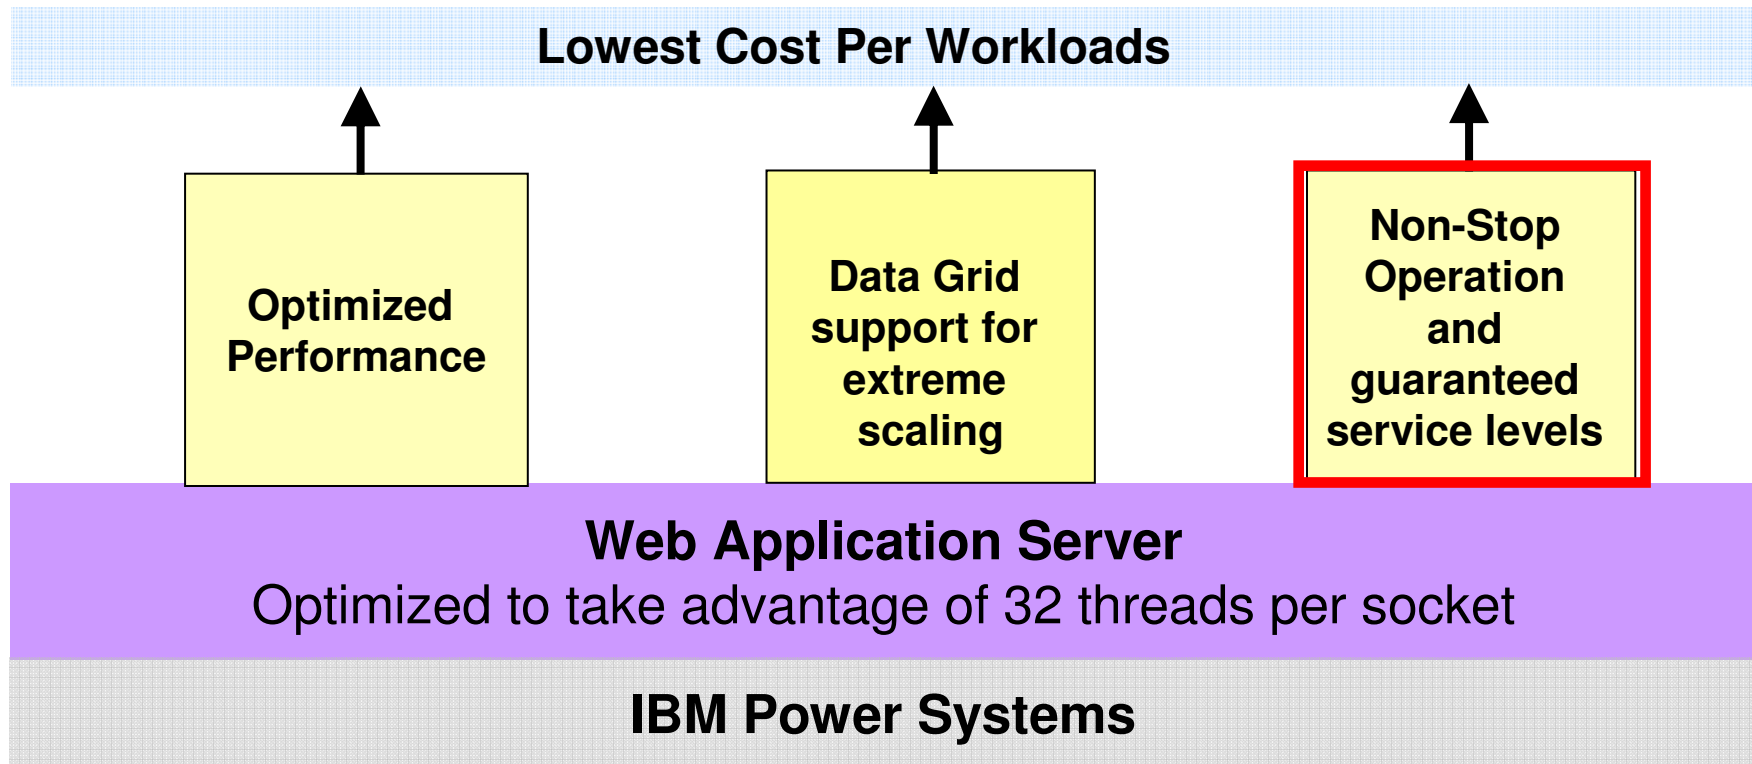 Lowest Cost Per Workloads
Optimized
Performance
Data Grid
support for
extreme
scaling
Non-Stop
Operation
and
guaranteed
service levels
Web Application Server
Optimized to take advantage of 32 threads per socket
IBM Power Systems